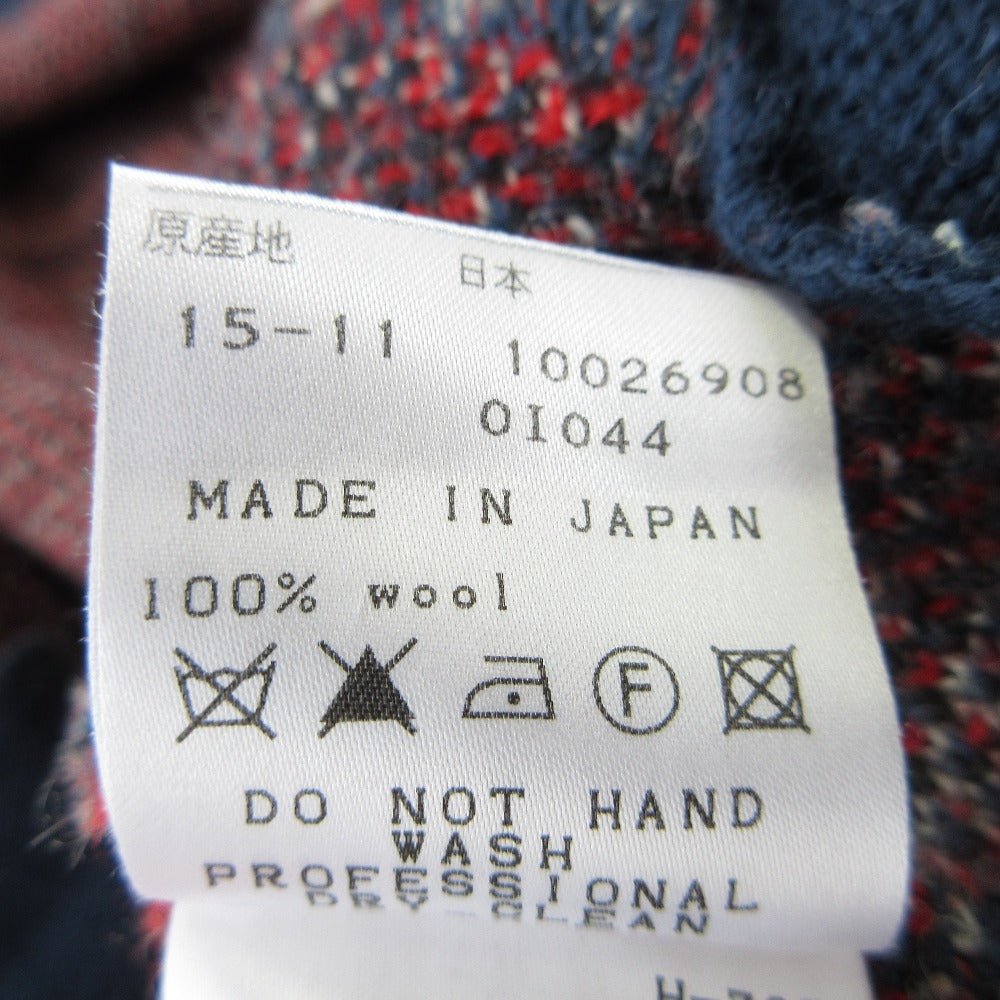 原産地 日本
15-11 10026908
01044
MADE IN JAPAN
100% wool
F
DO NOT HAND
WASH
PROFESSIONAL
DRY-CLEAN